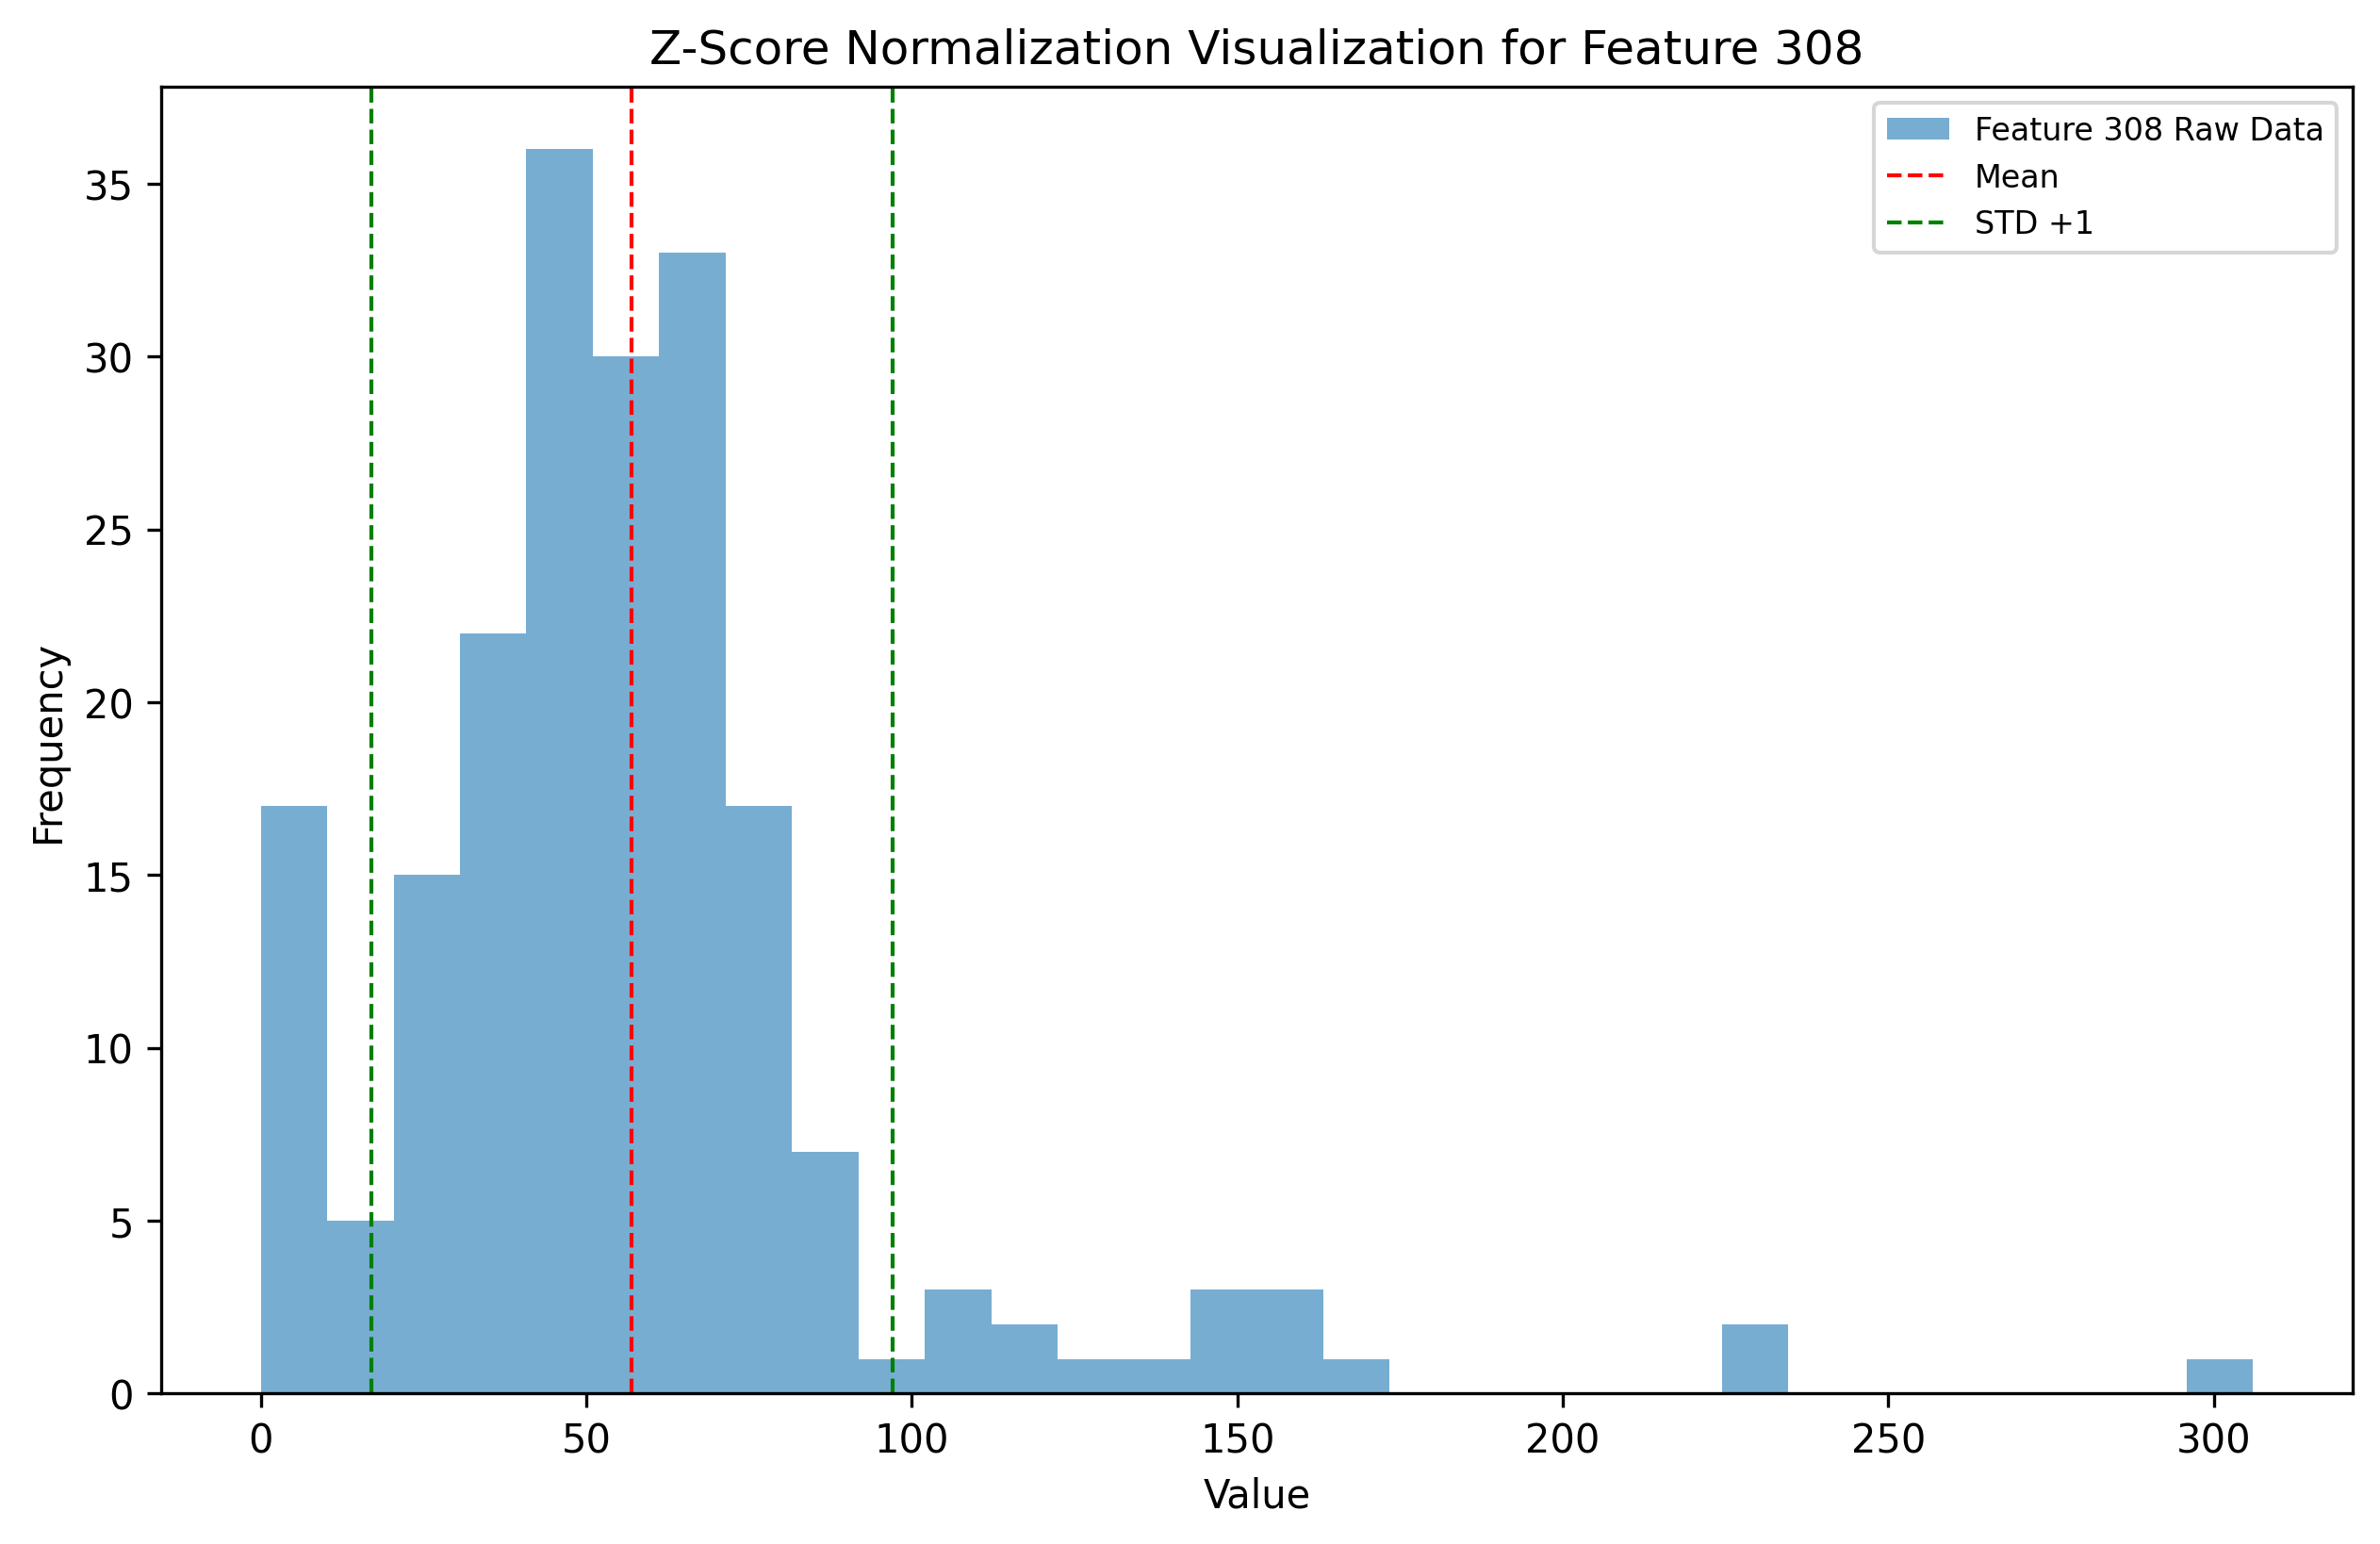 Z-Score Normalization Visualization for Feature 308
Feature 308 Raw Data
Mean
STD +1
35
30
25
20
15
10
5
0
Frequency
0 50 100 150 200 250 300
Value